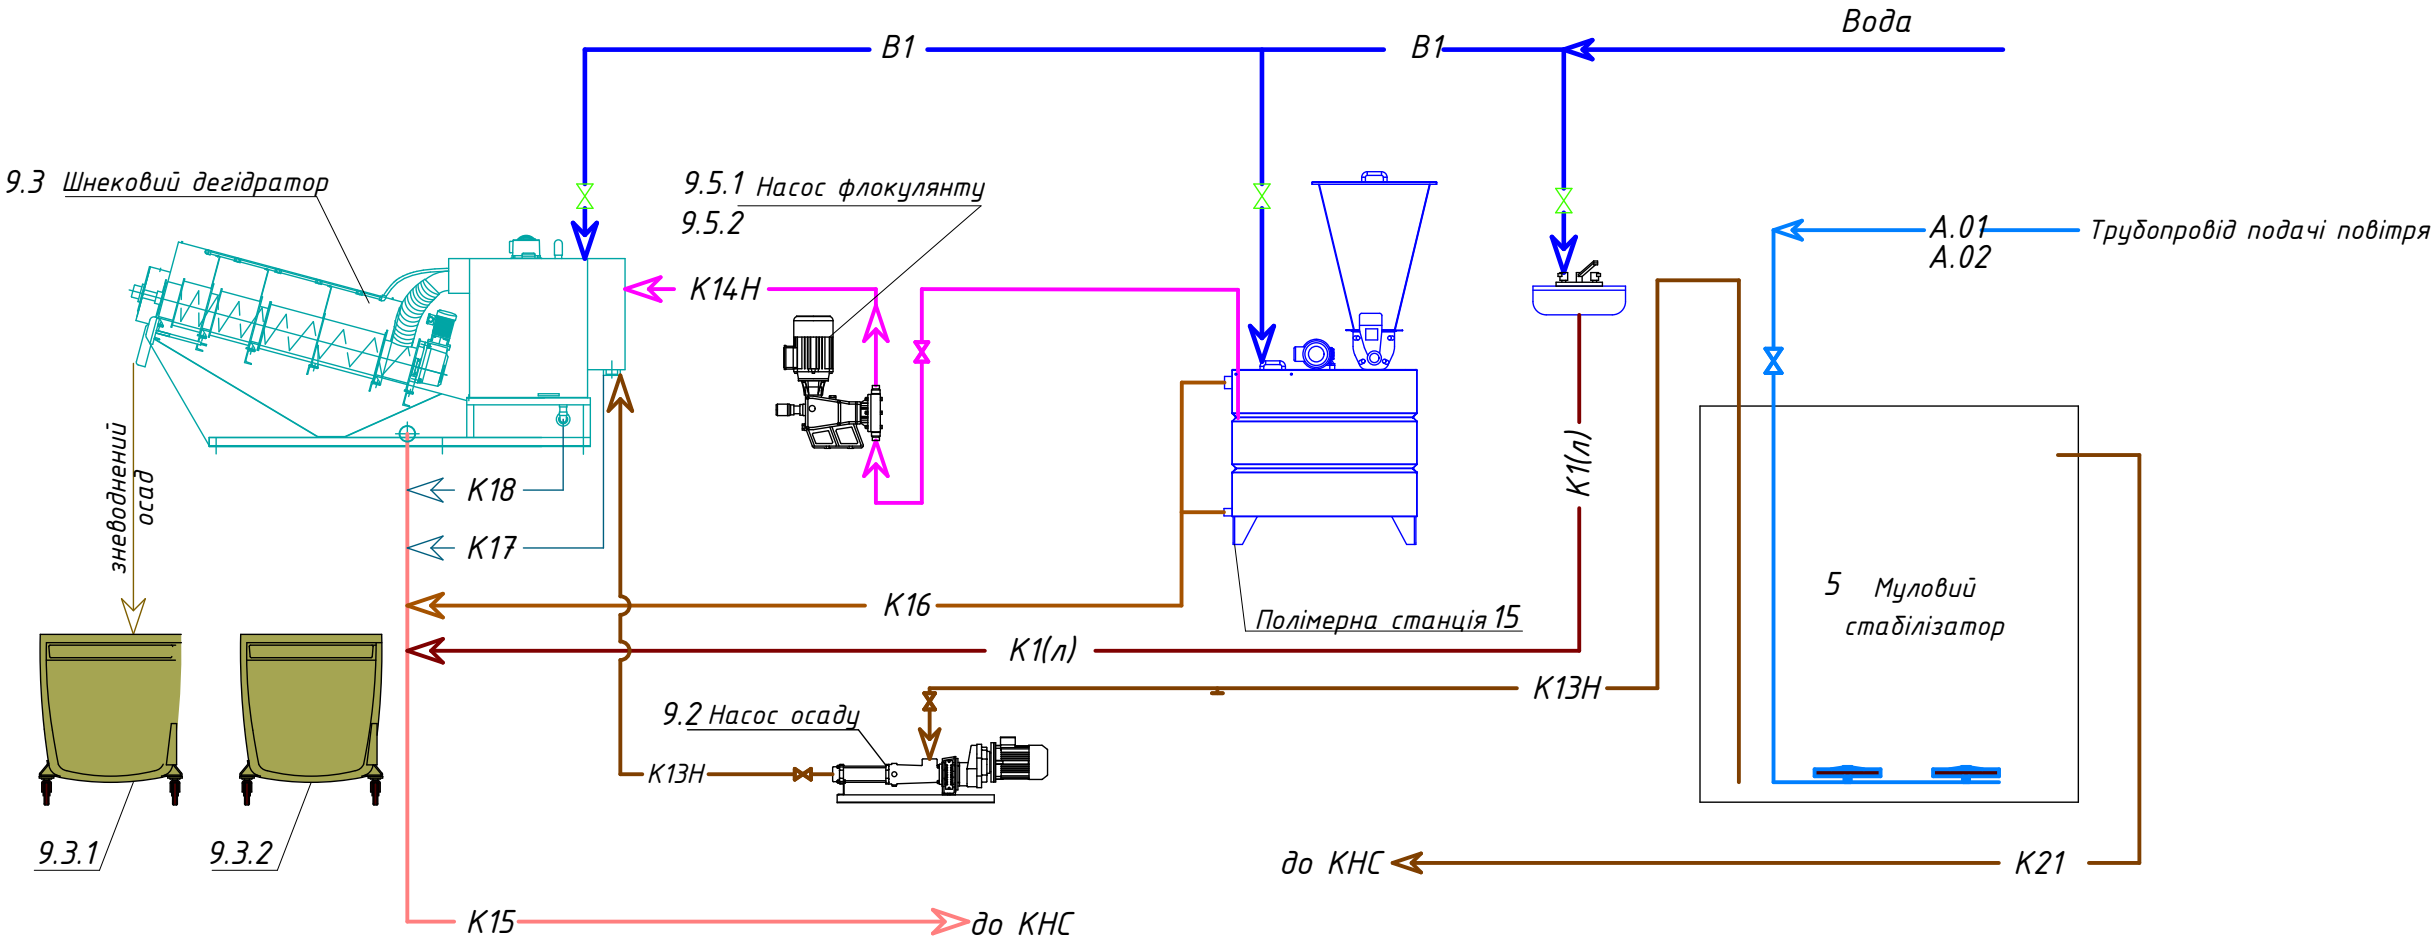 Вода
В1
В1
9.3 Шнековий дегідратор
9.5.1 Насос флокулянту
9.5.2
А.01
Трубопровід подачі повітря
А.02
К14Н
зневоднений
осад
К1(л)
К18
К17
5 Муловий
стабілізатор
К16
Полімерна станція 15
К1(л)
К13Н
9.2 Насос осаду
К13Н
9.3.1
9.3.2
до КНС
К21
К15
до КНС